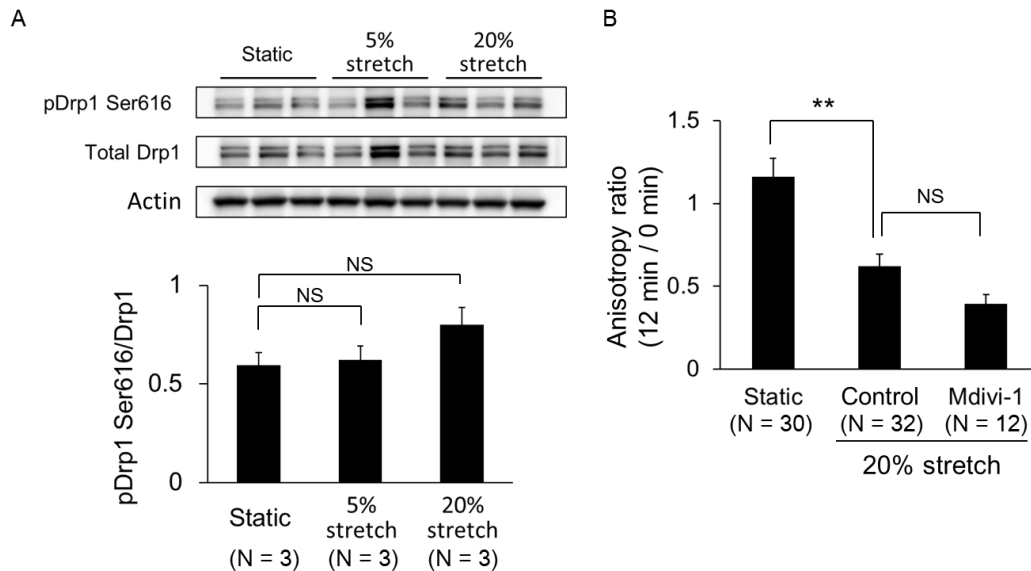 A
Static
5%
stretch
20%
stretch
pDrp1 Ser616
Total Drp1
Actin
pDrp1 Ser616/Drp1
1
0.5
0
NS
NS
Static
(N = 3)
5%
stretch
(N = 3)
20%
stretch
(N = 3)
B
Anisotropy ratio
(12 min / 0 min)
1.5
1
0.5
0
**
NS
Static
(N = 30)
Control
(N = 32)
Mdivi-1
(N = 12)
20% stretch